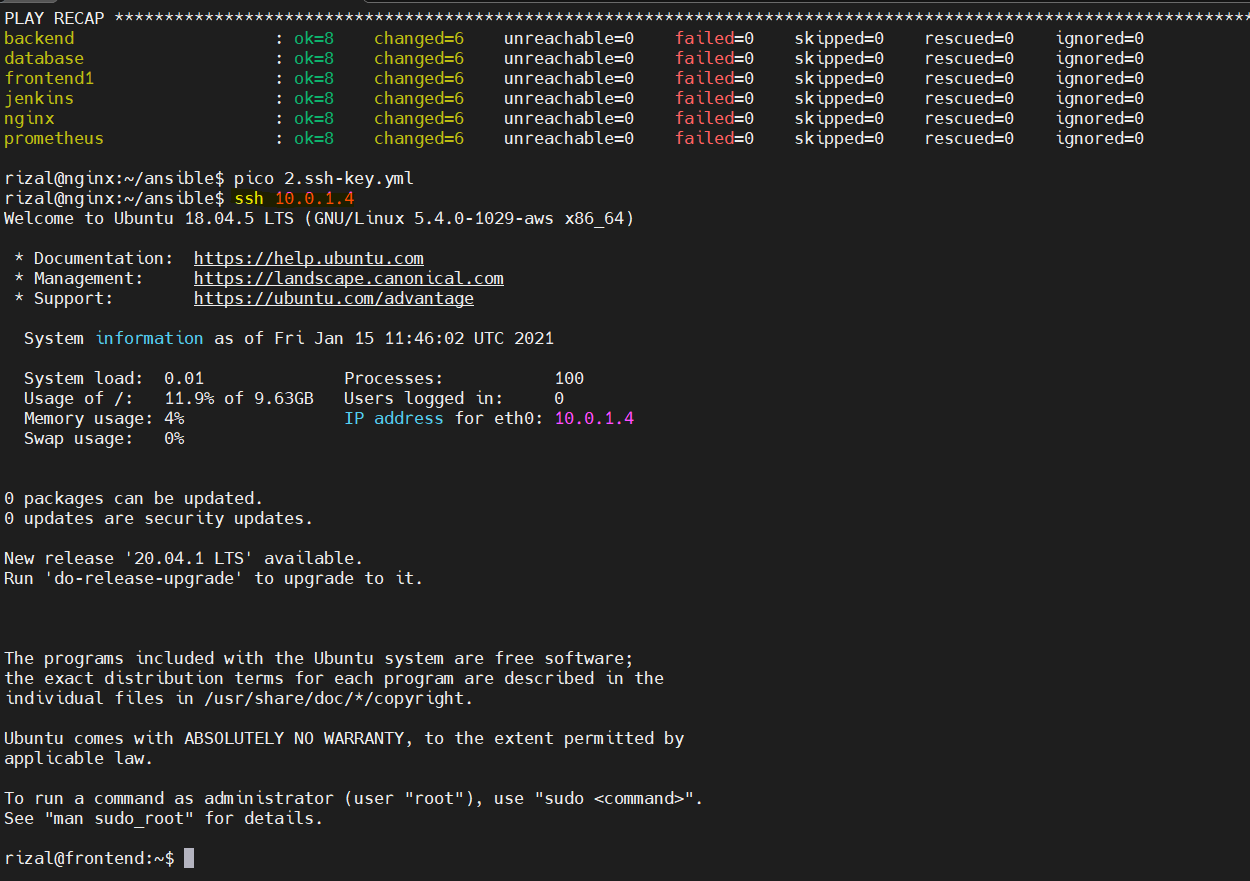 PLAY RECAP ******************************************************************************************************************
backend                    : ok=8    changed=6    unreachable=0    failed=0    skipped=0    rescued=0    ignored=0
database                   : ok=8    changed=6    unreachable=0    failed=0    skipped=0    rescued=0    ignored=0
frontend1                  : ok=8    changed=6    unreachable=0    failed=0    skipped=0    rescued=0    ignored=0
jenkins                    : ok=8    changed=6    unreachable=0    failed=0    skipped=0    rescued=0    ignored=0
nginx                      : ok=8    changed=6    unreachable=0    failed=0    skipped=0    rescued=0    ignored=0
prometheus                 : ok=8    changed=6    unreachable=0    failed=0    skipped=0    rescued=0    ignored=0
rizal@nginx:~/ansible$ pico 2.ssh-key.yml
rizal@nginx:~/ansible$ ssh 10.0.1.4
Welcome to Ubuntu 18.04.5 LTS (GNU/Linux 5.4.0-1029-aws x86_64)
 * Documentation:  https://help.ubuntu.com
 * Management:     https://landscape.canonical.com
 * Support:        https://ubuntu.com/advantage
  System information as of Fri Jan 15 11:46:02 UTC 2021
  System load:  0.01              Processes:           100
  Usage of /:   11.9% of 9.63GB   Users logged in:     0
  Memory usage: 4%                IP address for eth0: 10.0.1.4
  Swap usage:   0%
0 packages can be updated.
0 updates are security updates.
New release '20.04.1 LTS' available.
Run 'do-release-upgrade' to upgrade to it.
The programs included with the Ubuntu system are free software;
the exact distribution terms for each program are described in the
individual files in /usr/share/doc/*/copyright.
Ubuntu comes with ABSOLUTELY NO WARRANTY, to the extent permitted by
applicable law.
To run a command as administrator (user "root"), use "sudo <command>".
See "man sudo_root" for details.
rizal@frontend:~$